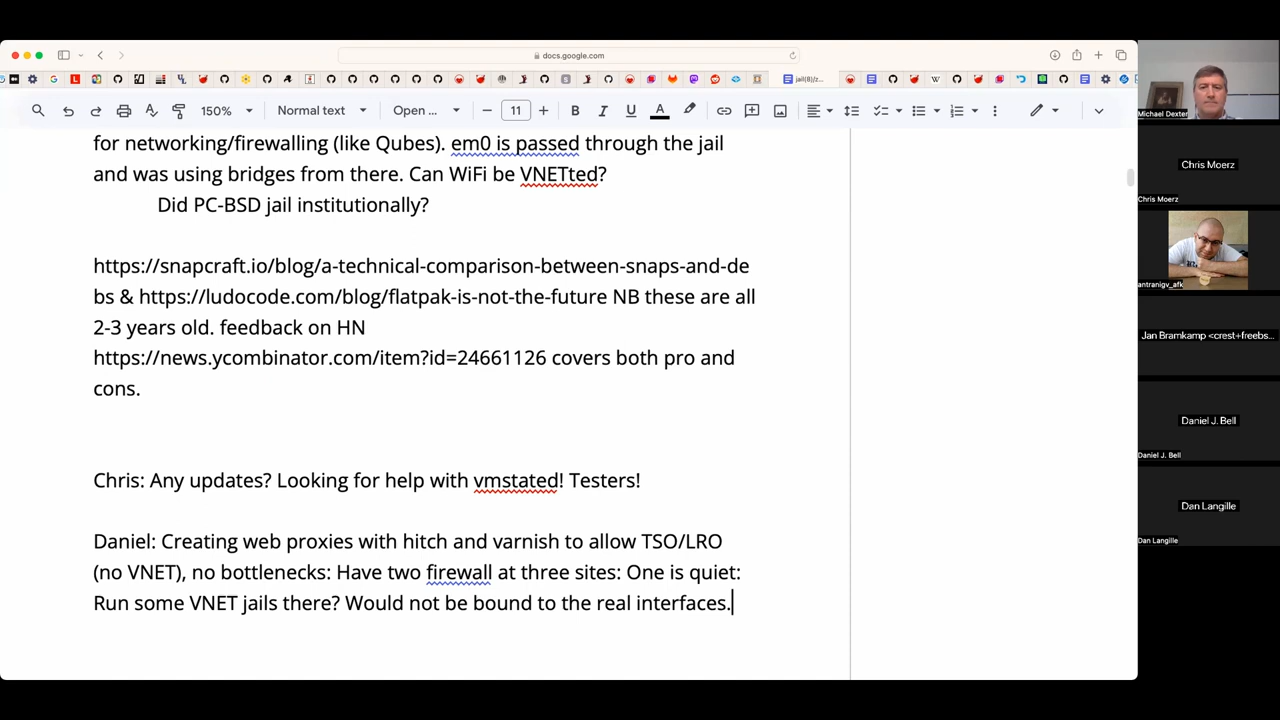 docs.google.com
jail(8)/z...
150%
Normal text
Open ...
11
for networking/firewalling (like Qubes). em0 is passed through the jail
and was using bridges from there. Can WiFi be VNETted?
Did PC-BSD jail institutionally?
https://snapcraft.io/blog/a-technical-comparison-between-snaps-and-de
bs & https://ludocode.com/blog/flatpak-is-not-the-future NB these are all
2-3 years old. feedback on HN
https://news.ycombinator.com/item?id=24661126 covers both pro and
cons.
Chris: Any updates? Looking for help with vmstated! Testers!
Daniel: Creating web proxies with hitch and varnish to allow TSO/LRO
(no VNET), no bottlenecks: Have two firewall at three sites: One is quiet:
Run some VNET jails there? Would not be bound to the real interfaces.
Michael Dexter
Chris Moerz
Chris Moerz
antranigv_afk
Jan Bramkamp <crest+freebs...
Daniel J. Bell
Daniel J. Bell
Dan Langille
Dan Langille